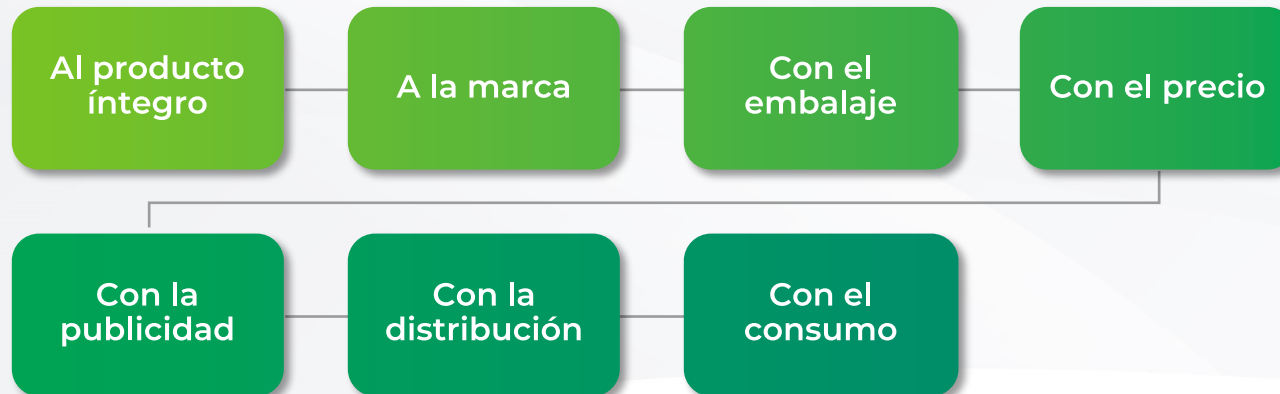 Al producto
íntegro
A la marca
Con el
embalaje
Con el precio
Con la
publicidad
Con la
distribución
Con el
consumo